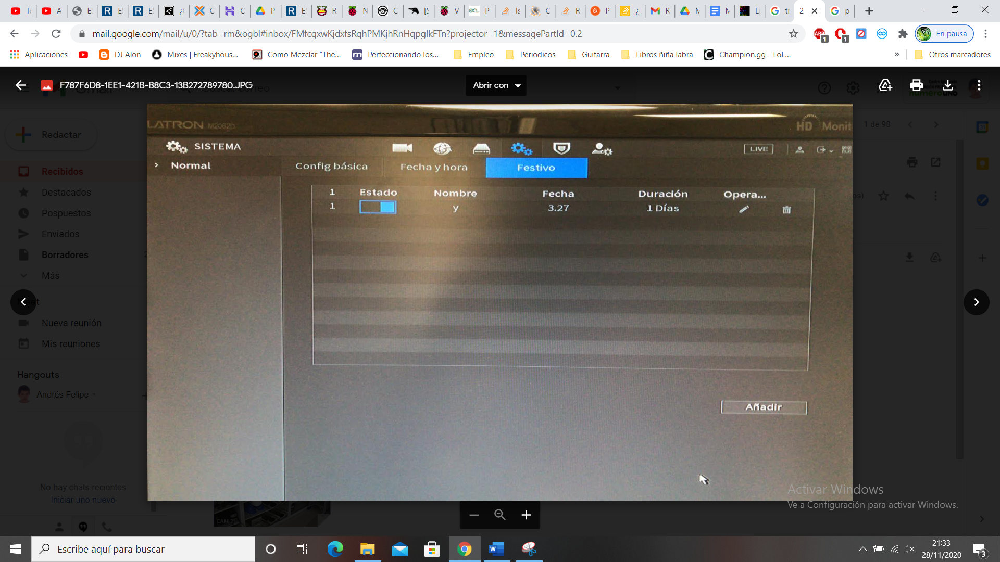 mail.google.com/mail/u/0/?tab=rm&ogbl#inbox/FMfcgxwKjdxfsRqhPMKjhRnHqpglkFTn?projector=1&messagePartId=0.2
En pausa
Aplicaciones
DJ Alon
Mixes | Freakyhous...
Como Mezclar "The...
Perfeccionando los...
Empleo
Periodicos
Guitarra
Libros ñiña labra
Champion.gg - LoL...
»
Otros marcadores
F787F6D8-1EE1-421B-B8C3-13B272789780.JPG
Abrir con
1 de 98
Redactar
Recibidos
Destacados
Pospuestos
Enviados
Borradores
Más
Nueva reunión
Mis reuniones
Hangouts
Andrés Felipe
No hay chats recientes
Iniciar uno nuevo
LATRON M2062D
HD Monit
SISTEMA
LIVE
Normal
Config básica
Fecha y hora
Festivo
1 Estado Nombre Fecha Duración Opera...
1 y 3.27 1 Días
Añadir
CAM 2
Activar Windows
Ve a Configuración para activar Windows.
Escribe aquí para buscar
21:33
28/11/2020
3